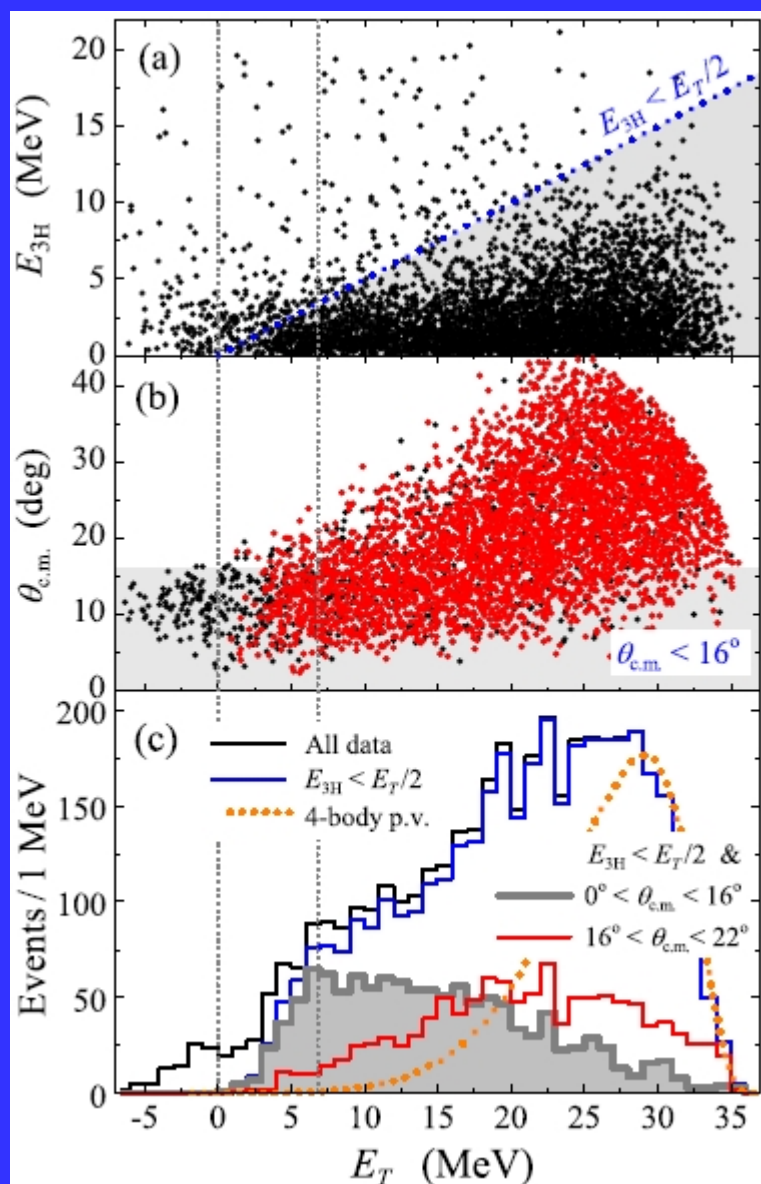 (a)
E3H < ET/2
E3H (MeV)
20
15
10
5
0
(b)
θc.m. (deg)
40
30
20
10
0
θc.m. < 16°
(c)
Events / 1 MeV
200
150
100
50
0
All data
E3H < ET/2
4-body p.v.
E3H < ET/2 &
0° < θc.m. < 16°
16° < θc.m. < 22°
-5 0 5 10 15 20 25 30 35
ET (MeV)